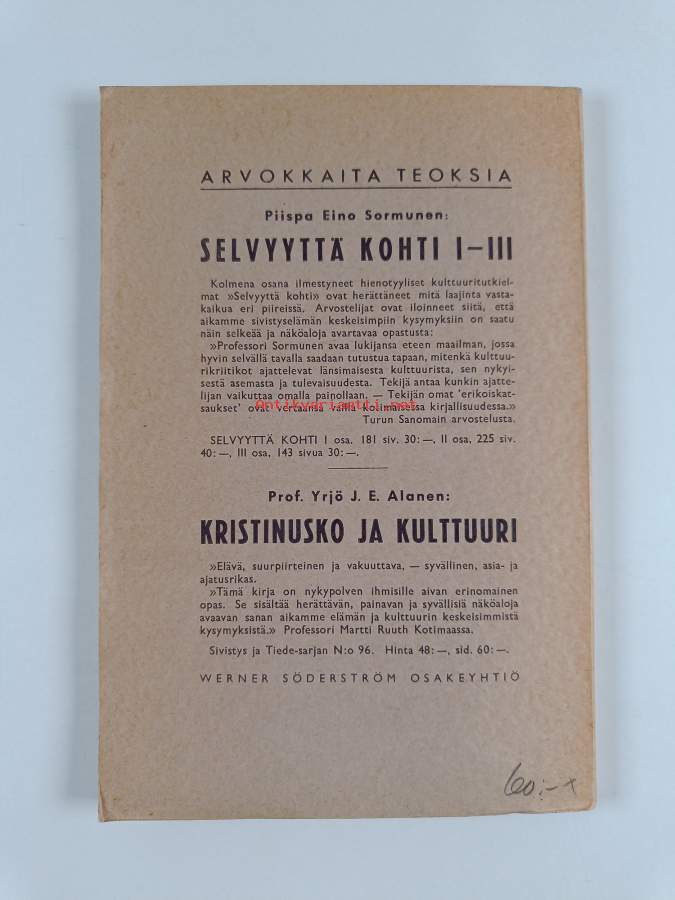 ARVOKKAITA TEOKSIA
Piispa Eino Sormunen:
SELVYYTTÄ KOHTI I–III
Kolmena osana ilmestyneet hienotyyliset kulttuuritutkiel-
mat »Selvyyttä kohti» ovat herättäneet mitä laajinta vasta-
kaikua eri piireissä. Arvostelijat ovat iloinneet siitä, että
aikamme sivistyselämän keskeisimpiin kysymyksiin on saatu
näin selkeää ja näköaloja avartavaa opastusta:
»Professori Sormunen avaa lukijansa eteen maailman, jossa
hyvin selvällä tavalla saadaan tutustua tapaan, mitenkä kulttuu-
rikriitikot ajattelevat länsimaisesta kulttuurista, sen nykyi-
sestä asemasta ja tulevaisuudesta. Tekijä antaa kunkin ajatte-
lijan vaikuttaa omalla painollaan. — Tekijän omat 'erikoiskat-
Antikvariaatti.net
saukset' ovat vertaansa vailla kotimaisessa kirjallisuudessa.»
Turun Sanomain arvostelusta.
SELVYYTTÄ KOHTI I osa. 181 siv. 30:—, II osa, 225 siv.
40:—, III osa, 143 sivua 30:—.
Prof. Yrjö J. E. Alanen:
KRISTINUSKO JA KULTTUURI
»Elävä, suurpiirteinen ja vakuuttava, — syvällinen, asia- ja
ajatusrikas.
»Tämä kirja on nykypolven ihmisille aivan erinomainen
opas. Se sisältää herättävän, painavan ja syvällisiä näköaloja
avaavan sanan aikamme elämän ja kulttuurin keskeisimmistä
kysymyksistä.» Professori Martti Ruuth Kotimaassa.
Sivistys ja Tiede-sarjan N:o 96. Hinta 48:—, sid. 60:—.
WERNER SÖDERSTRÖM OSAKEYHTIÖ
60:-x